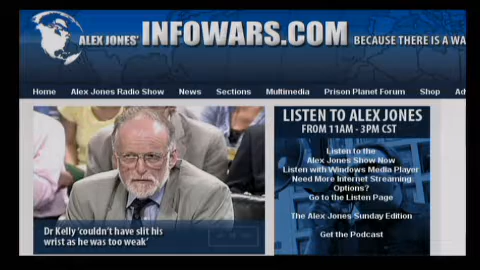 ALEX JONES' INFOWARS.COM BECAUSE THERE IS A WA
Home Alex Jones Radio Show News Sections Multimedia Prison Planet Forum Shop Ad
LISTEN TO ALEX JONES
FROM 11AM - 3PM CST
Listen to the
Alex Jones Show Now
Listen with Windows Media Player
Need More Internet Streaming
Options?
Go to the Listen Page
The Alex Jones Sunday Edition
Get the Podcast
Dr Kelly 'couldn't have slit his
wrist as he was too weak'